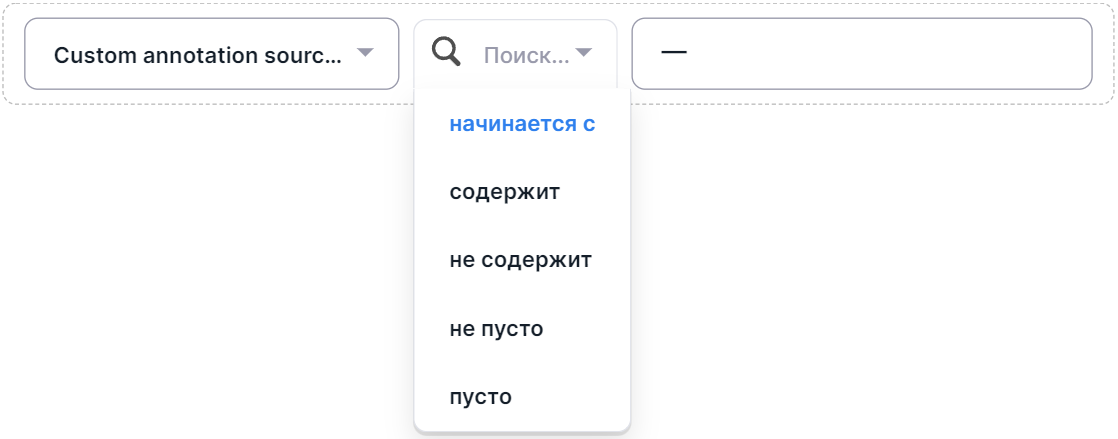 Custom annotation sourc... Поиск... —
начинается с
содержит
не содержит
не пусто
пусто